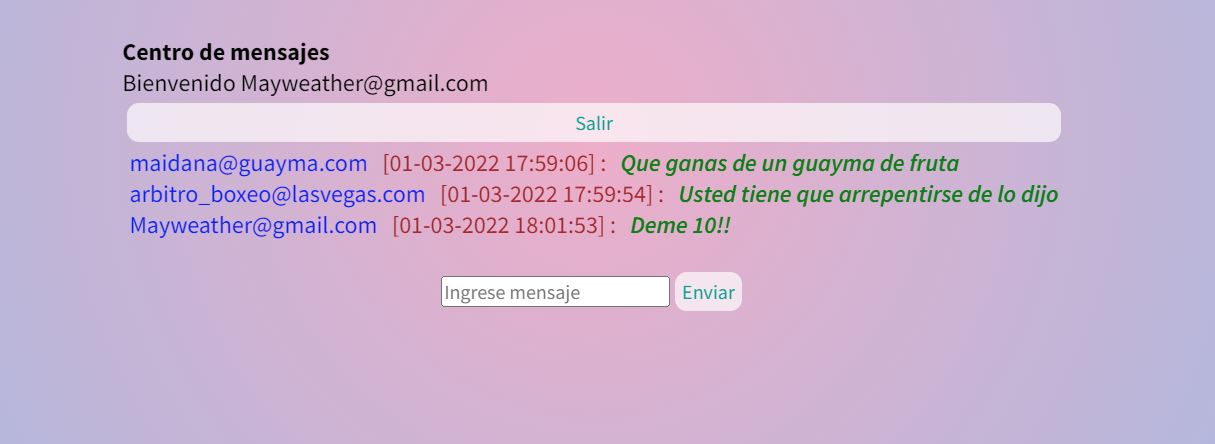 Centro de mensajes
Bienvenido Mayweather@gmail.com
Salir
maidana@guayma.com [01-03-2022 17:59:06] : Que ganas de un guayma de fruta
arbitro_boxeo@lasvegas.com [01-03-2022 17:59:54] : Usted tiene que arrepentirse de lo dijo
Mayweather@gmail.com [01-03-2022 18:01:53] : Deme 10!!
Ingrese mensaje Enviar